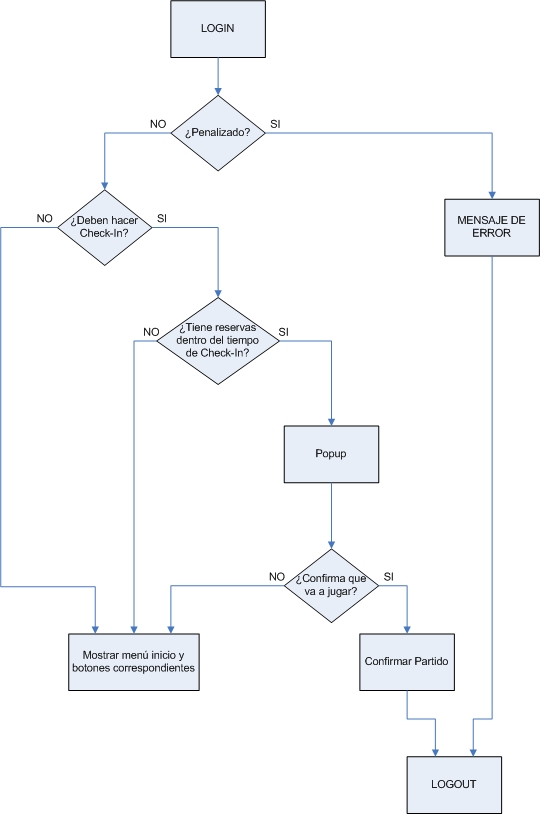 LOGIN
NO
¿Penalizado?
SI
NO
¿Deben hacer
Check-In?
SI
MENSAJE DE
ERROR
NO
¿Tiene reservas
dentro del tiempo
de Check-In?
SI
Popup
NO
¿Confirma que
va a jugar?
SI
Mostrar menú inicio y
botones correspondientes
Confirmar Partido
LOGOUT